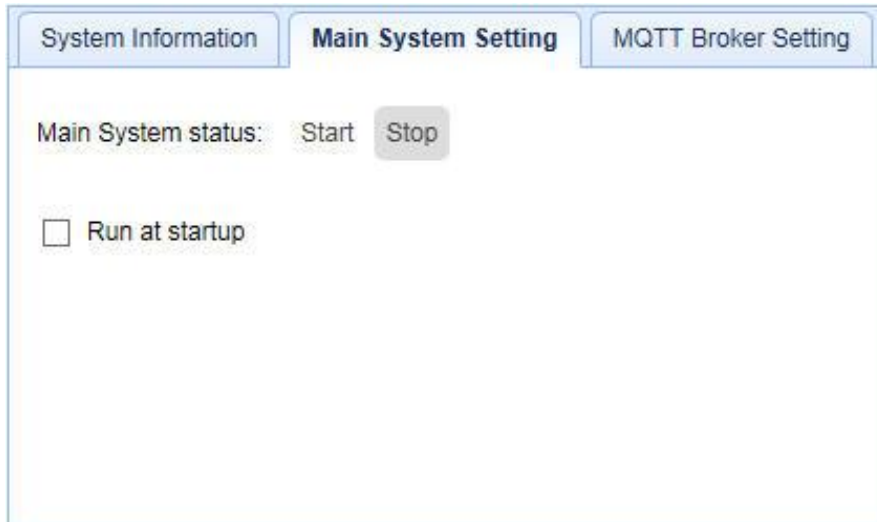 System Information Main System Setting MQTT Broker Setting
Main System status: Start Stop
Run at startup